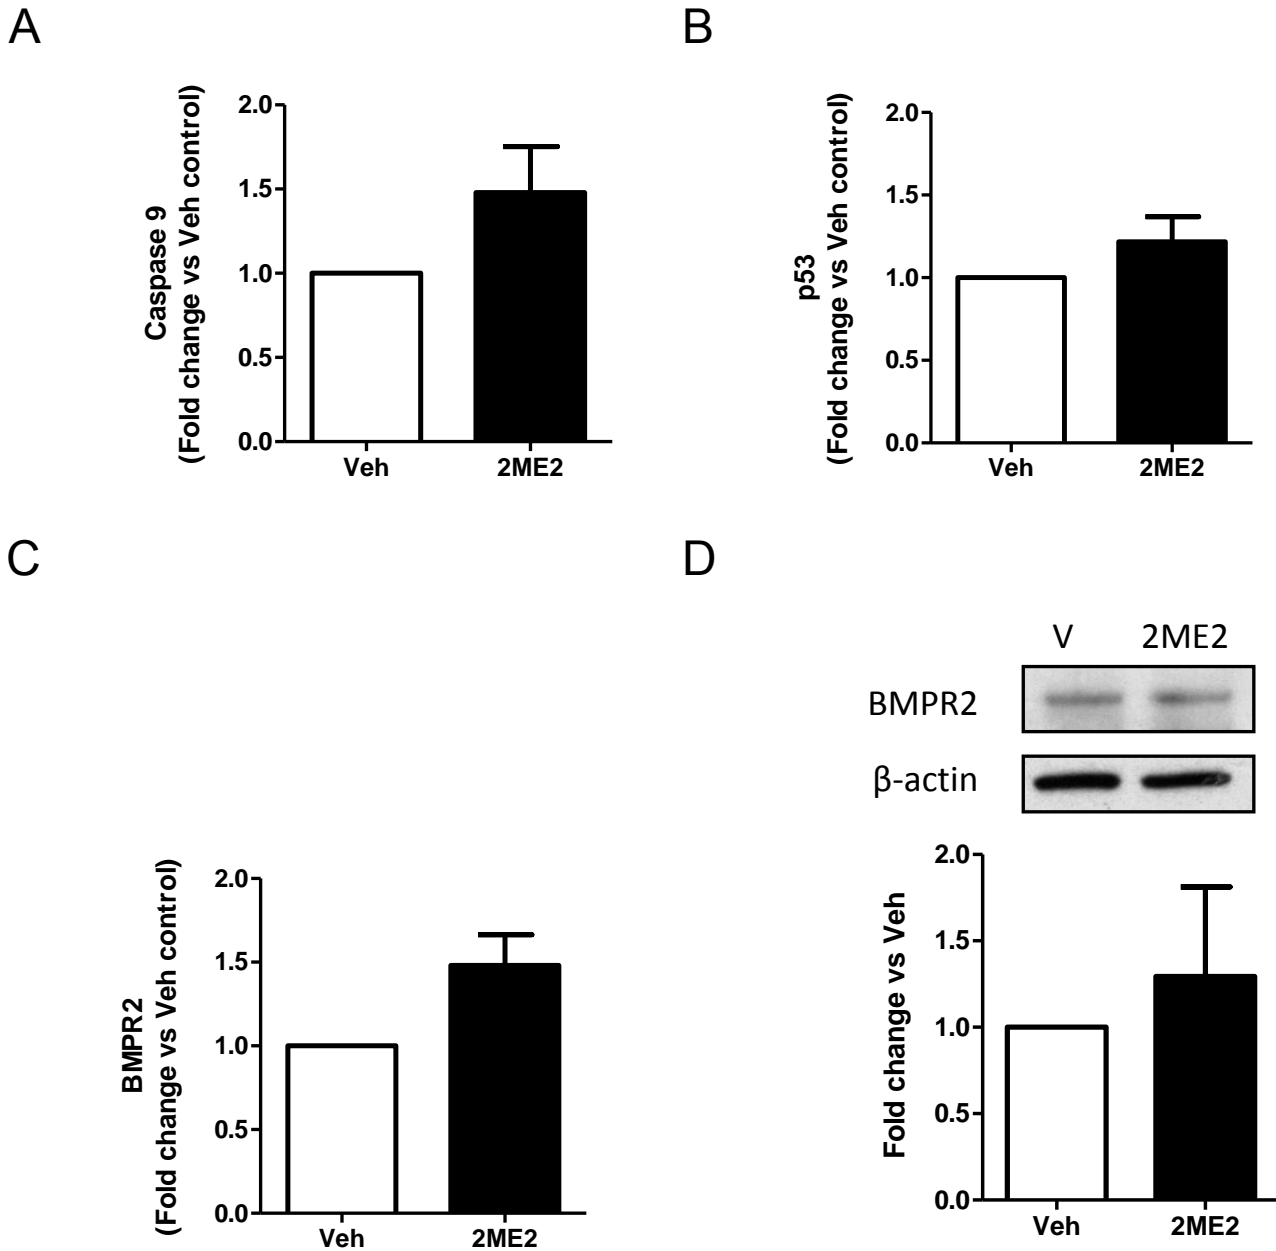 A
Caspase 9
(Fold change vs Veh control)
2.0
1.5
1.0
0.5
0.0
Veh 2ME2
B
p53
(Fold change vs Veh control)
2.0
1.5
1.0
0.5
0.0
Veh 2ME2
C
BMPR2
(Fold change vs Veh control)
2.0
1.5
1.0
0.5
0.0
Veh 2ME2
D
V 2ME2
BMPR2
β-actin
Fold change vs Veh
2.0
1.5
1.0
0.5
0.0
Veh 2ME2